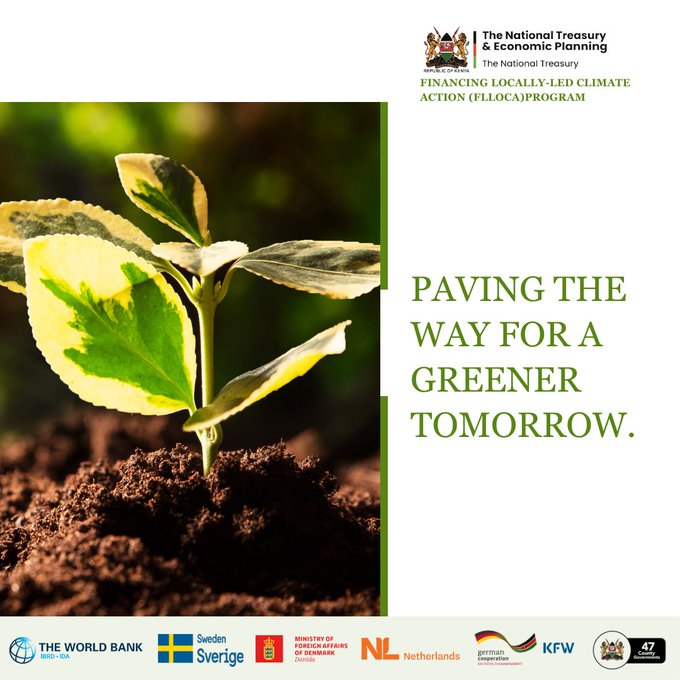 The National Treasury
& Economic Planning
The National Treasury
REPUBLIC OF KENYA
FINANCING LOCALLY-LED CLIMATE
ACTION (FLLOCA)PROGRAM
PAVING THE
WAY FOR A
GREENER
TOMORROW.
THE WORLD BANK
IBRD • IDA
Sweden
Sverige
MINISTRY OF
FOREIGN AFFAIRS
OF DENMARK
Danida
NL Netherlands
german
cooperation
DEUTSCHE ZUSAMMENARBEIT
KFW
47
County
Governments